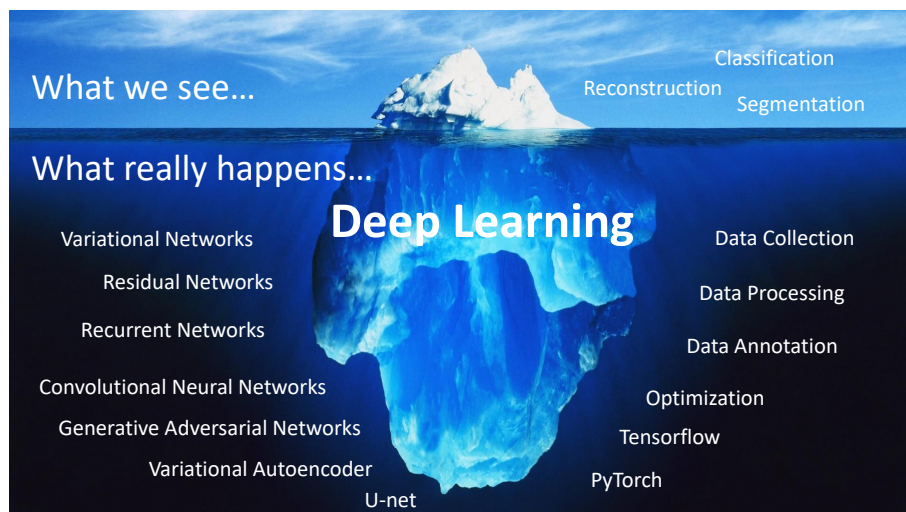 What we see…
Classification
Reconstruction
Segmentation
What really happens…
Deep Learning
Variational Networks
Residual Networks
Recurrent Networks
Convolutional Neural Networks
Generative Adversarial Networks
Variational Autoencoder
U-net
Data Collection
Data Processing
Data Annotation
Optimization
Tensorflow
PyTorch